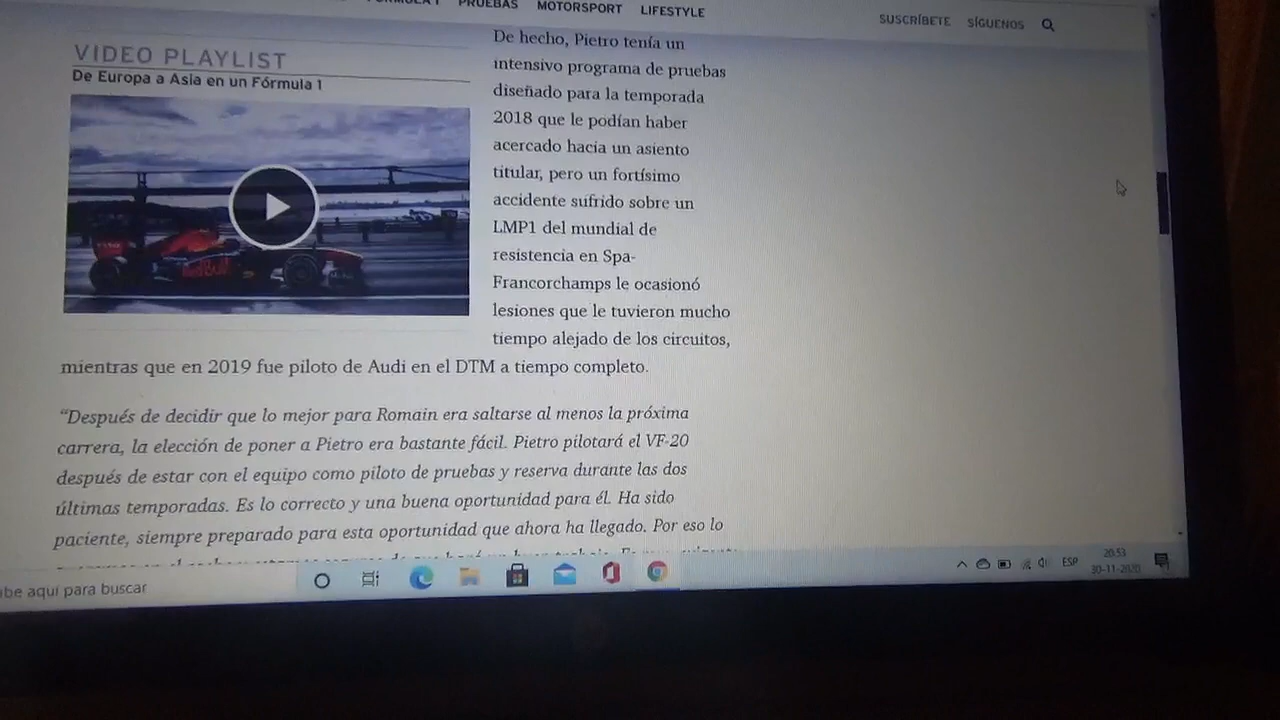 PRUEBAS MOTORSPORT LIFESTYLE
SUSCRÍBETE SÍGUENOS
VIDEO PLAYLIST
De Europa a Asia en un Fórmula 1
Red Bull
De hecho, Pietro tenía un
intensivo programa de pruebas
diseñado para la temporada
2018 que le podían haber
acercado hacia un asiento
titular, pero un fortísimo
accidente sufrido sobre un
LMP1 del mundial de
resistencia en Spa-
Francorchamps le ocasionó
lesiones que le tuvieron mucho
tiempo alejado de los circuitos,
mientras que en 2019 fue piloto de Audi en el DTM a tiempo completo.
“Después de decidir que lo mejor para Romain era saltarse al menos la próxima
carrera, la elección de poner a Pietro era bastante fácil. Pietro pilotará el VF-20
después de estar con el equipo como piloto de pruebas y reserva durante las dos
últimas temporadas. Es lo correcto y una buena oportunidad para él. Ha sido
paciente, siempre preparado para esta oportunidad que ahora ha llegado. Por eso lo
aquí para buscar
ESP
20:53
30-11-2020